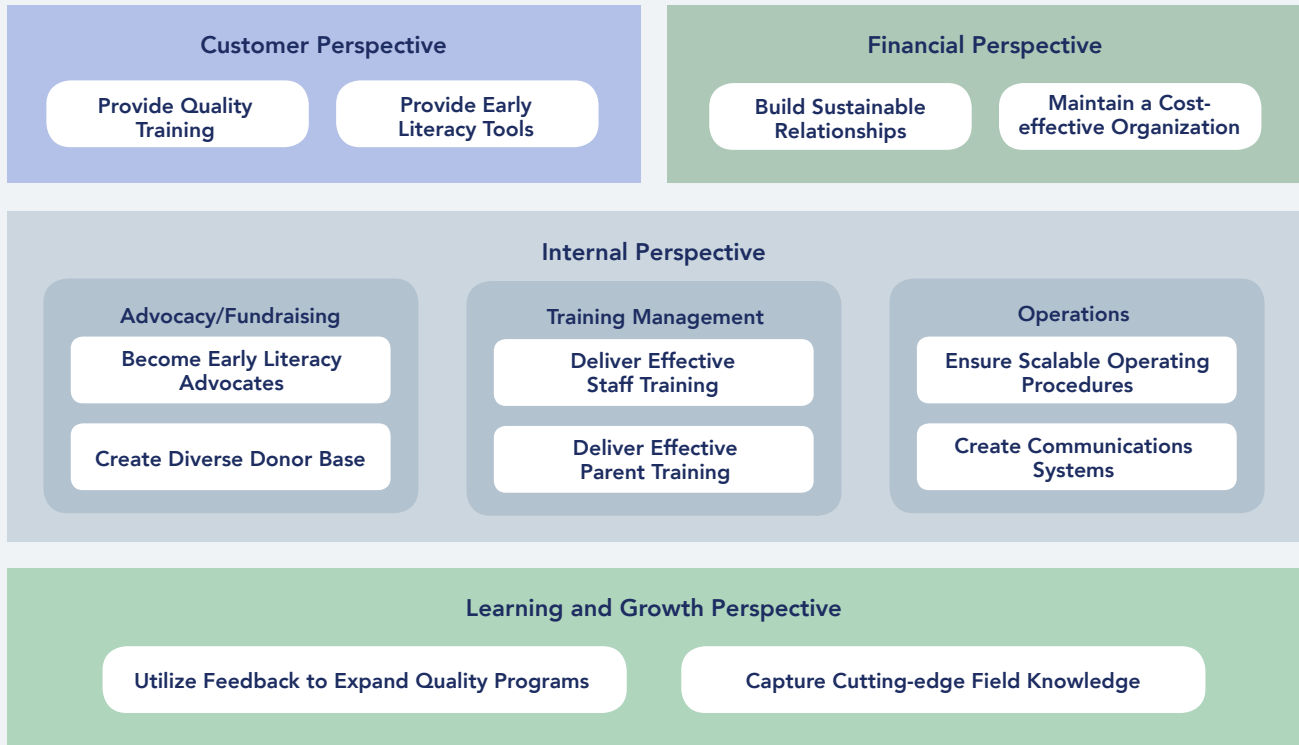 Customer Perspective
Provide Quality
Training
Provide Early
Literacy Tools
Financial Perspective
Build Sustainable
Relationships
Maintain a Cost-
effective Organization
Internal Perspective
Advocacy/Fundraising
Become Early Literacy
Advocates
Create Diverse Donor Base
Training Management
Deliver Effective
Staff Training
Deliver Effective
Parent Training
Operations
Ensure Scalable Operating
Procedures
Create Communications
Systems
Learning and Growth Perspective
Utilize Feedback to Expand Quality Programs
Capture Cutting-edge Field Knowledge